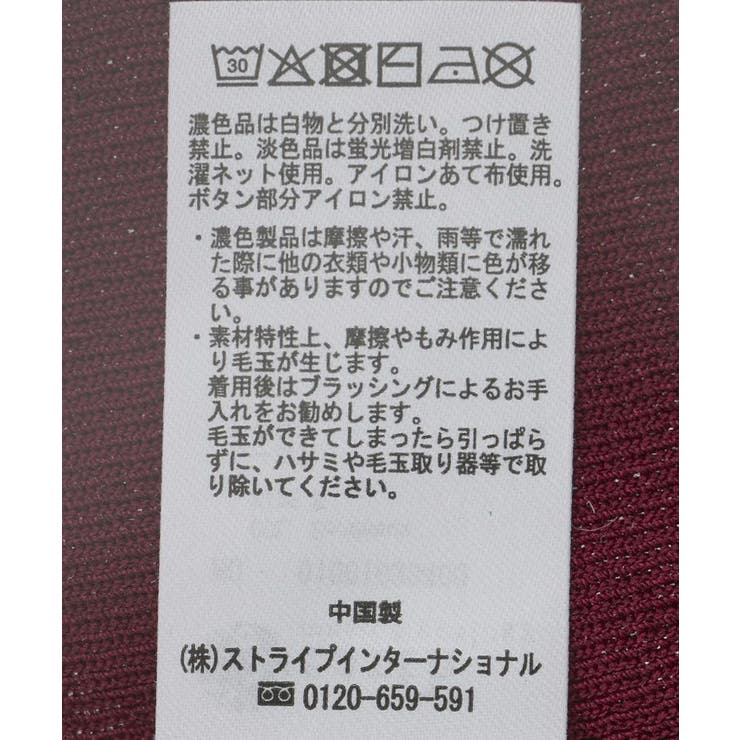 30
濃色品は白物と分別洗い。つけ置き
禁止。淡色品は蛍光増白剤禁止。洗
濯ネット使用。アイロンあて布使用。
ボタン部分アイロン禁止。
・濃色製品は摩擦や汗、雨等で濡れ
た際に他の衣類や小物類に色が移
る事がありますのでご注意くださ
い。
・素材特性上、摩擦やもみ作用によ
り毛玉が生じます。
着用後はブラッシングによるお手
入れをお勧めします。
毛玉ができてしまったら引っぱら
ずに、ハサミや毛玉取り器等で取
り除いてください。
中国製
(株)ストライプインターナショナル
0120-659-591